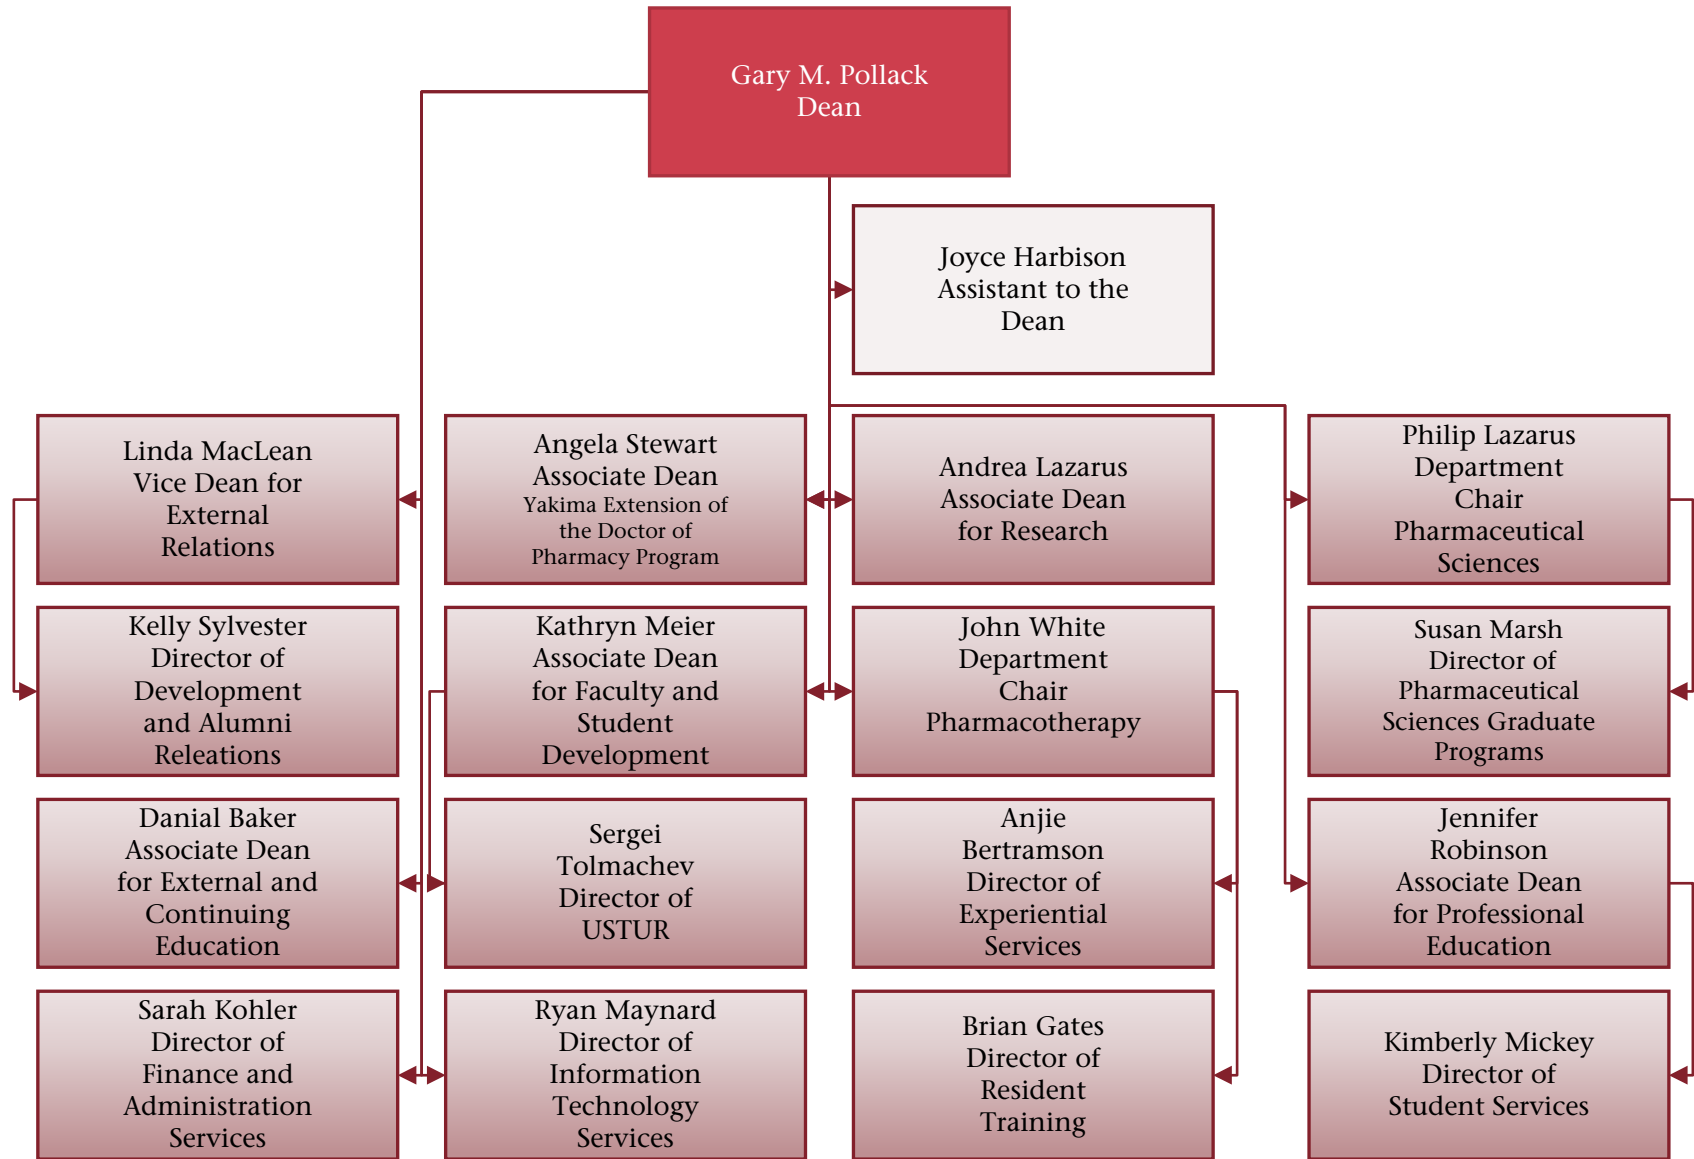 Gary M. Pollack
Dean
Joyce Harbison
Assistant to the
Dean
Linda MacLean
Vice Dean for
External
Relations
Angela Stewart
Associate Dean
Yakima Extension of
the Doctor of
Pharmacy Program
Andrea Lazarus
Associate Dean
for Research
Philip Lazarus
Department
Chair
Pharmaceutical
Sciences
Kelly Sylvester
Director of
Development
and Alumni
Releations
Kathryn Meier
Associate Dean
for Faculty and
Student
Development
John White
Department
Chair
Pharmacotherapy
Susan Marsh
Director of
Pharmaceutical
Sciences Graduate
Programs
Danial Baker
Associate Dean
for External and
Continuing
Education
Sergei
Tolmachev
Director of
USTUR
Anjie
Bertramson
Director of
Experiential
Services
Jennifer
Robinson
Associate Dean
for Professional
Education
Sarah Kohler
Director of
Finance and
Administration
Services
Ryan Maynard
Director of
Information
Technology
Services
Brian Gates
Director of
Resident
Training
Kimberly Mickey
Director of
Student Services